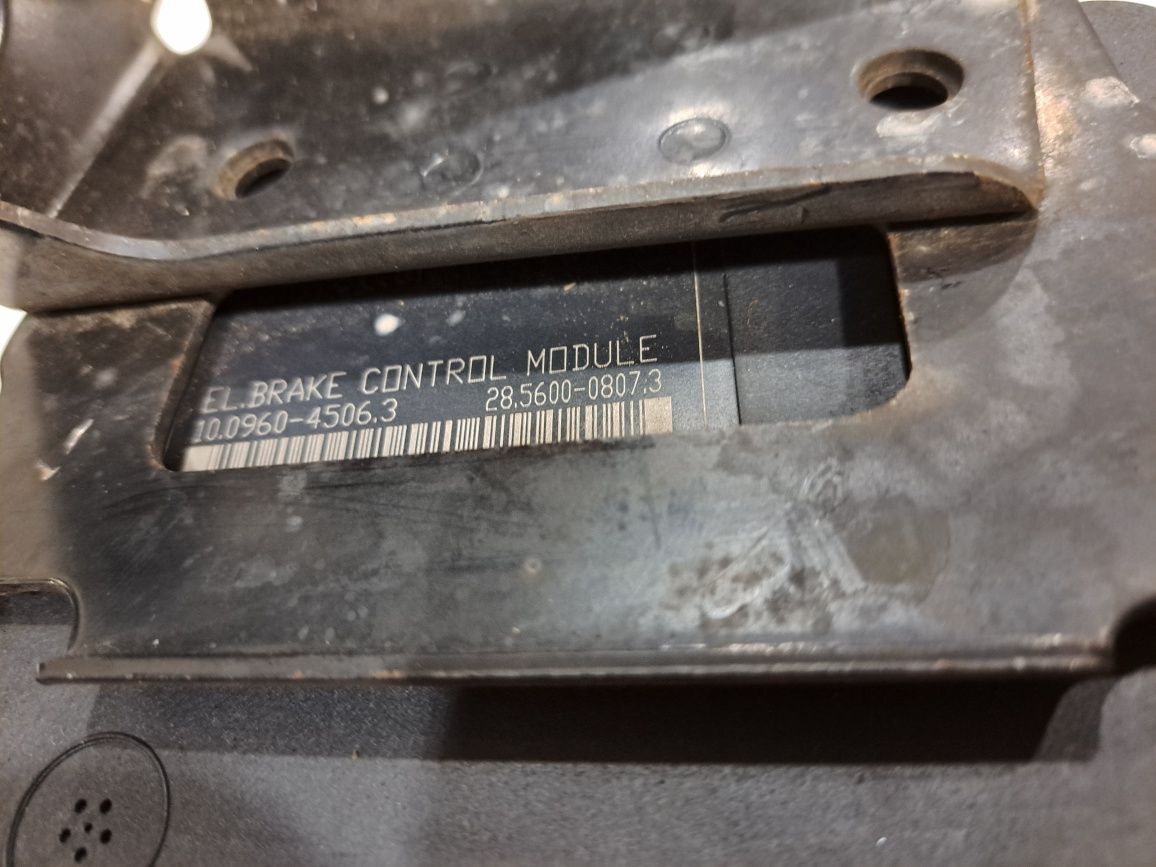 EL.BRAKE CONTROL MODULE
10.0960-4506.3 28.5600-0807.3